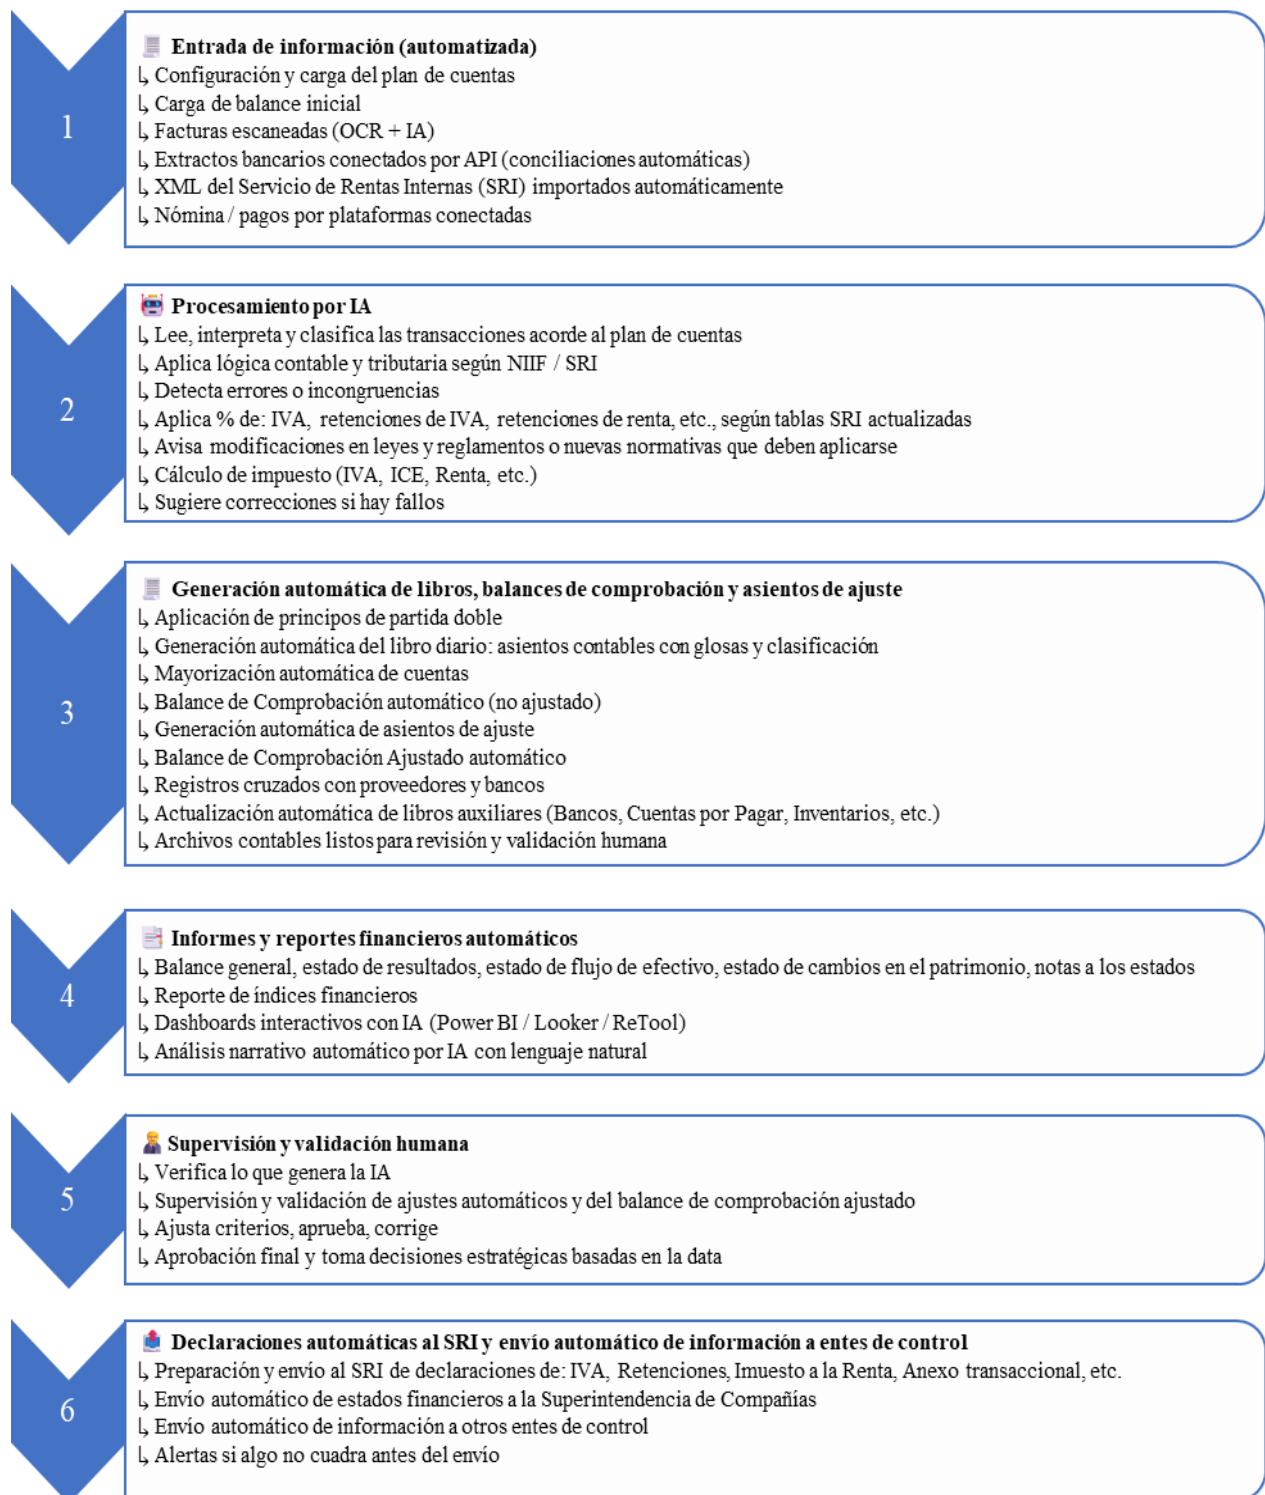 1
Entrada de información (automatizada)
↳ Configuración y carga del plan de cuentas
↳ Carga de balance inicial
↳ Facturas escaneadas (OCR + IA)
↳ Extractos bancarios conectados por API (conciliaciones automáticas)
↳ XML del Servicio de Rentas Internas (SRI) importados automáticamente
↳ Nómina / pagos por plataformas conectadas
2
Procesamiento por IA
↳ Lee, interpreta y clasifica las transacciones acorde al plan de cuentas
↳ Aplica lógica contable y tributaria según NIIF / SRI
↳ Detecta errores o incongruencias
↳ Aplica % de: IVA, retenciones de IVA, retenciones de renta, etc., según tablas SRI actualizadas
↳ Avisa modificaciones en leyes y reglamentos o nuevas normativas que deben aplicarse
↳ Cálculo de impuesto (IVA, ICE, Renta, etc.)
↳ Sugiere correcciones si hay fallos
3
Generación automática de libros, balances de comprobación y asientos de ajuste
↳ Aplicación de principos de partida doble
↳ Generación automática del libro diario: asientos contables con glosas y clasificación
↳ Mayorización automática de cuentas
↳ Balance de Comprobación automático (no ajustado)
↳ Generación automática de asientos de ajuste
↳ Balance de Comprobación Ajustado automático
↳ Registros cruzados con proveedores y bancos
↳ Actualización automática de libros auxiliares (Bancos, Cuentas por Pagar, Inventarios, etc.)
↳ Archivos contables listos para revisión y validación humana
4
Informes y reportes financieros automáticos
↳ Balance general, estado de resultados, estado de flujo de efectivo, estado de cambios en el patrimonio, notas a los estados
↳ Reporte de índices financieros
↳ Dashboards interactivos con IA (Power BI / Looker / ReTool)
↳ Análisis narrativo automático por IA con lenguaje natural
5
Supervisión y validación humana
↳ Verifica lo que genera la IA
↳ Supervisión y validación de ajustes automáticos y del balance de comprobación ajustado
↳ Ajusta criterios, aprueba, corrige
↳ Aprobación final y toma decisiones estratégicas basadas en la data
6
Declaraciones automáticas al SRI y envío automático de información a entes de control
↳ Preparación y envío al SRI de declaraciones de: IVA, Retenciones, Imuesto a la Renta, Anexo transaccional, etc.
↳ Envío automático de estados financieros a la Superintendencia de Compañías
↳ Envío automático de información a otros entes de control
↳ Alertas si algo no cuadra antes del envío